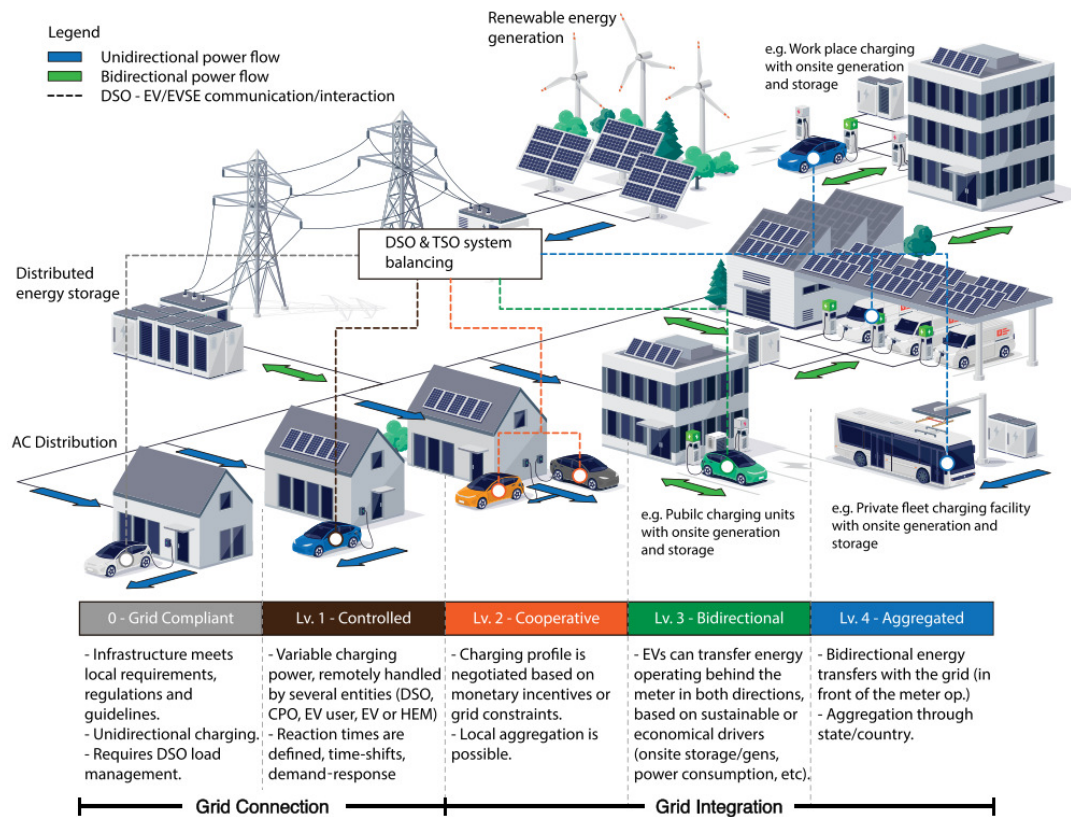 Legend
Unidirectional power flow
Bidirectional power flow
DSO - EV/EVSE communication/interaction
Renewable energy
generation
e.g. Work place charging
with onsite generation
and storage
DSO & TSO system
balancing
Distributed
energy storage
AC Distribution
e.g. Pubilc charging units
with onsite generation
and storage
e.g. Private fleet charging facility
with onsite generation and
storage
0 - Grid Compliant
- Infrastructure meets
local requirements,
regulations and
guidelines.
- Unidirectional charging.
- Requires DSO load
management.
Lv. 1 - Controlled
- Variable charging
power, remotely handled
by several entities (DSO,
CPO, EV user, EV or HEM)
- Reaction times are
defined, time-shifts,
demand-response
Lv. 2 - Cooperative
- Charging profile is
negotiated based on
monetary incentives or
grid constraints.
- Local aggregation is
possible.
Lv. 3 - Bidirectional
- EVs can transfer energy
operating behind the
meter in both directions,
based on sustainable or
economical drivers
(onsite storage/gens,
power consumption, etc).
Lv. 4 - Aggregated
- Bidirectional energy
transfers with the grid (in
front of the meter op.)
- Aggregation through
state/country.
Grid Connection
Grid Integration